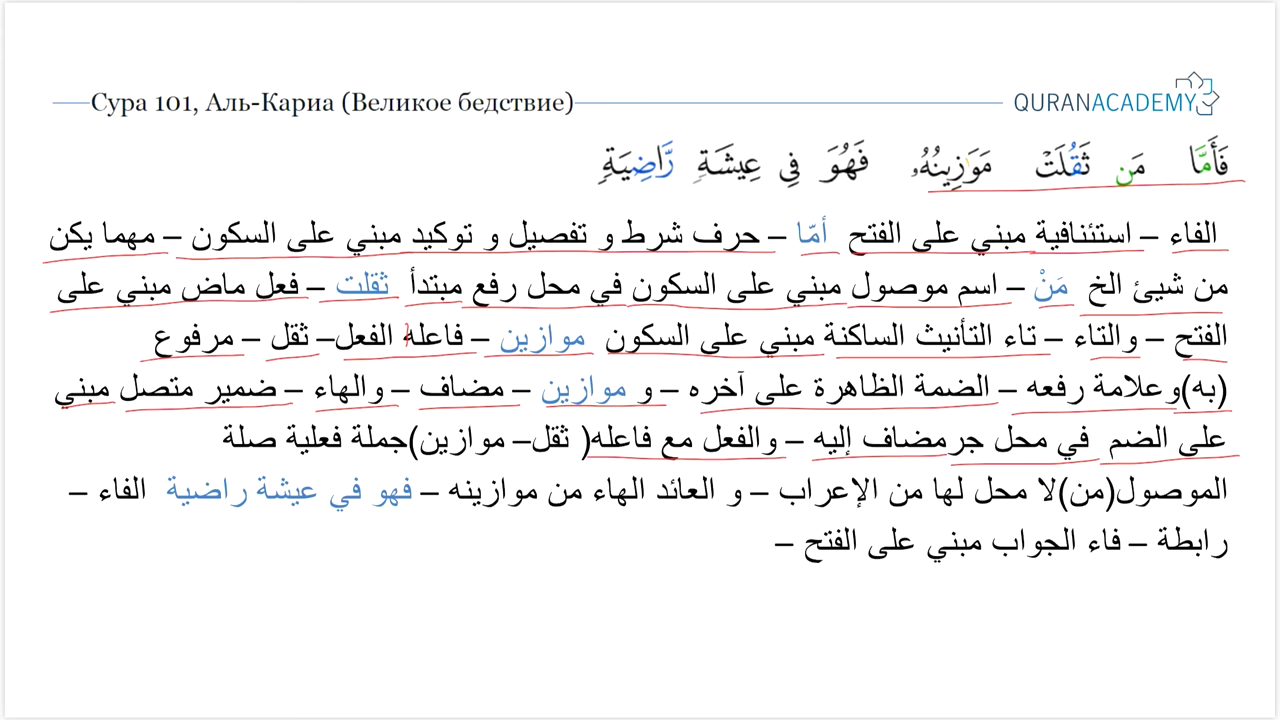 Сура 101, Аль-Кариа (Великое бедствие)
QURANACADEMY
فَأَمَّا مَن ثَقُلَتْ مَوَازِينُهُۥ فَهُوَ فِي عِيشَةٍ رَّاضِيَةٍ
الفاء – استئنافية مبني على الفتح أمّا – حرف شرط و تفصيل و توكيد مبني على السكون – مهما يكن
من شيئ الخ مَنْ – اسم موصول مبني على السكون في محل رفع مبتدأ ثقلت – فعل ماض مبني على
الفتح – والتاء – تاء التأنيث الساكنة مبني على السكون موازين – فاعله الفعل– ثقل – مرفوع
(به)وعلامة رفعه – الضمة الظاهرة على آخره – و موازين – مضاف – والهاء – ضمير متصل مبني
على الضم في محل جرمضاف إليه – والفعل مع فاعله( ثقل– موازين)جملة فعلية صلة
الموصول(من)لا محل لها من الإعراب – و العائد الهاء من موازينه – فهو في عيشة راضية الفاء –
رابطة – فاء الجواب مبني على الفتح –